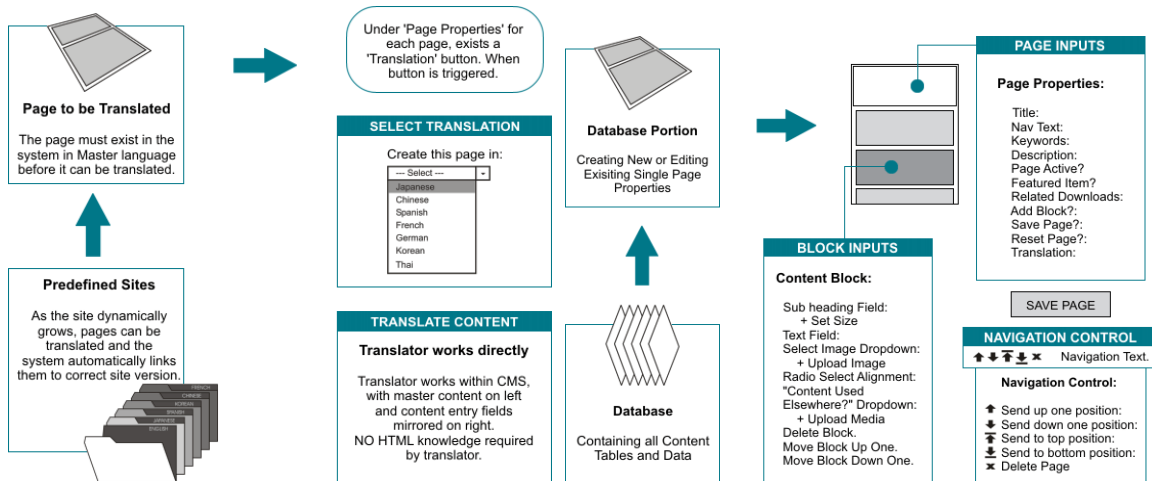 Page to be Translated
The page must exist in the
system in Master language
before it can be translated.
Predefined Sites
As the site dynamically
grows, pages can be
translated and the
system automatically links
them to correct site version.
FRENCH
CHINESE
KOREAN
SPANISH
JAPANESE
ENGLISH
Under 'Page Properties' for
each page, exists a
'Translation' button. When
button is triggered.
SELECT TRANSLATION
Create this page in:
--- Select ---
Japanese
Chinese
Spanish
French
German
Korean
Thai
TRANSLATE CONTENT
Translator works directly
Translator works within CMS,
with master content on left
and content entry fields
mirrored on right.
NO HTML knowledge required
by translator.
Database Portion
Creating New or Editing
Exisiting Single Page
Properties
Database
Containing all Content
Tables and Data
BLOCK INPUTS
Content Block:
Sub heading Field:
+ Set Size
Text Field:
Select Image Dropdown:
+ Upload Image
Radio Select Alignment:
"Content Used
Elsewhere?" Dropdown:
+ Upload Media
Delete Block.
Move Block Up One.
Move Block Down One.
PAGE INPUTS
Page Properties:
Title:
Nav Text:
Keywords:
Description:
Page Active?
Featured Item?
Related Downloads:
Add Block?:
Save Page?:
Reset Page?:
Translation:
SAVE PAGE
NAVIGATION CONTROL
Navigation Text.
Navigation Control:
Send up one position:
Send down one position:
Send to top position:
Send to bottom position:
Delete Page